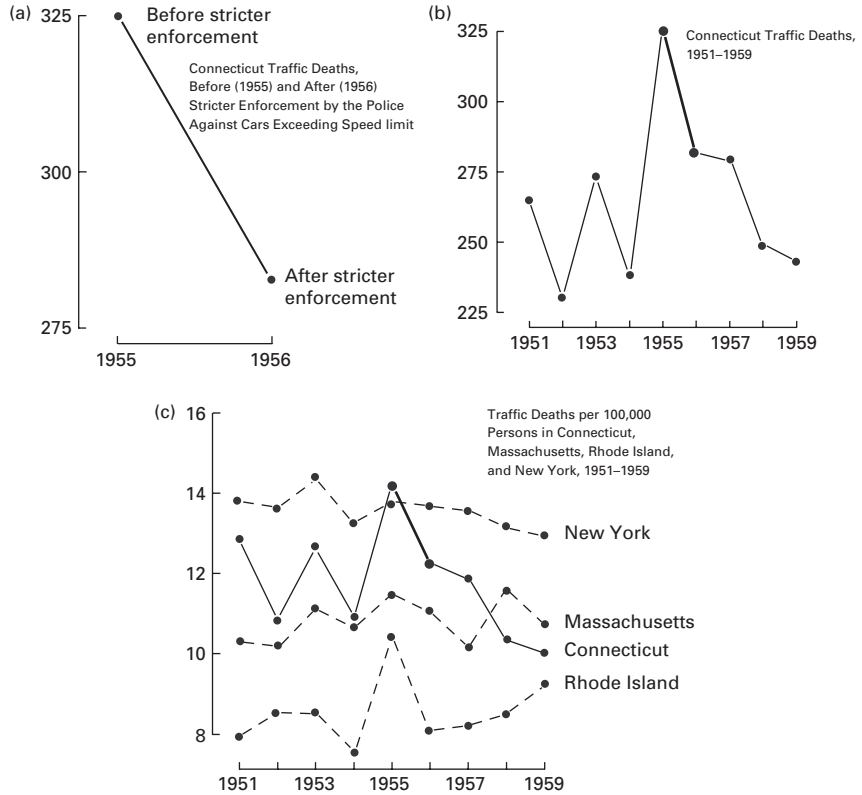 (a)
325
300
275
Before stricter
enforcement
Connecticut Traffic Deaths,
Before (1955) and After (1956)
Stricter Enforcement by the Police
Against Cars Exceeding Speed limit
After stricter
enforcement
1955 1956
(b)
325
300
275
250
225
Connecticut Traffic Deaths,
1951–1959
1951 1953 1955 1957 1959
(c)
16
14
12
10
8
Traffic Deaths per 100,000
Persons in Connecticut,
Massachusetts, Rhode Island,
and New York, 1951–1959
New York
Massachusetts
Connecticut
Rhode Island
1951 1953 1955 1957 1959